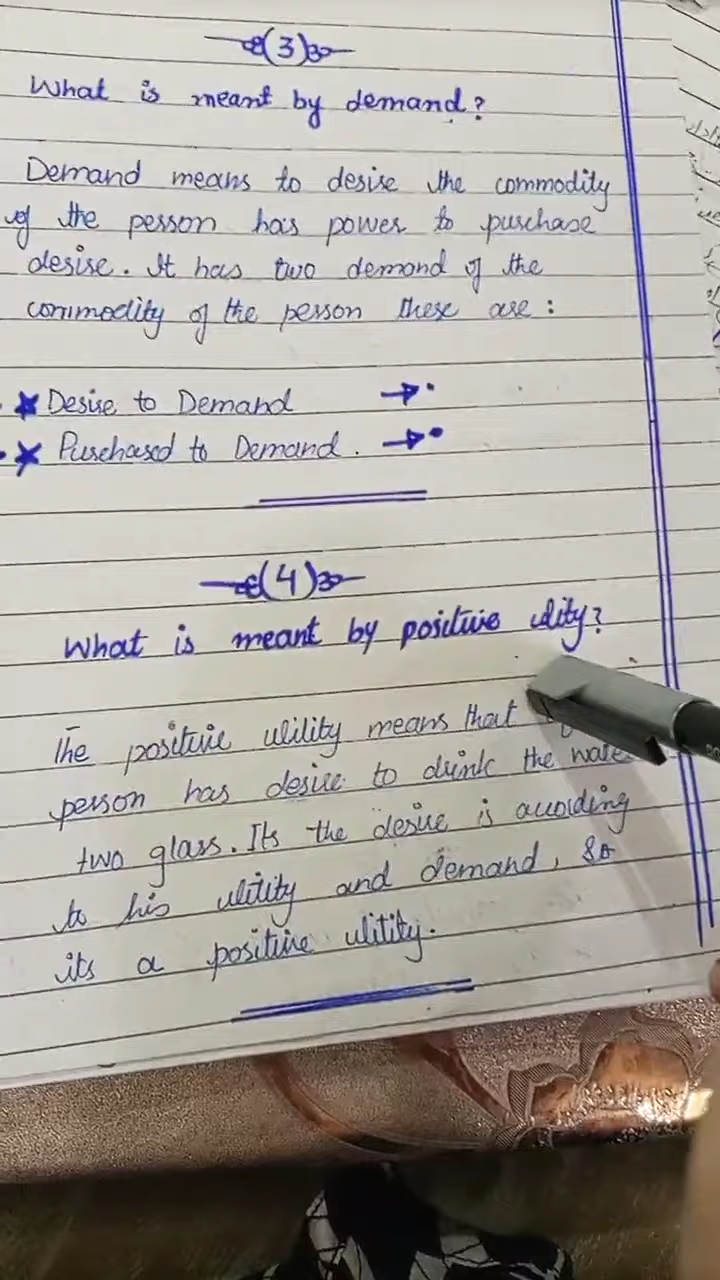 (3)
What is meant by demand?
Demand means to desire the commodity
of the person has power to purchase
desire. It has two demand of the
commodity of the person these are:
Desire to Demand
Purchased to Demand.
(4)
What is meant by positive ulity?
The positive ulility means that
person has desire to drink the water
two glass. Its the desire is according
to his ulitity and demand, so
its a positive ulitity.